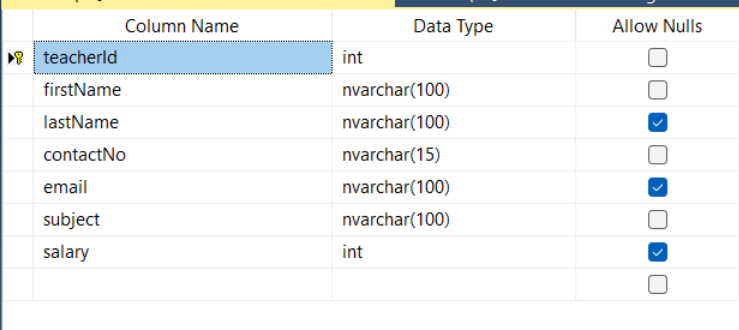 Column Name Data Type Allow Nulls
teacherId int
firstName nvarchar(100)
lastName nvarchar(100)
contactNo nvarchar(15)
email nvarchar(100)
subject nvarchar(100)
salary int